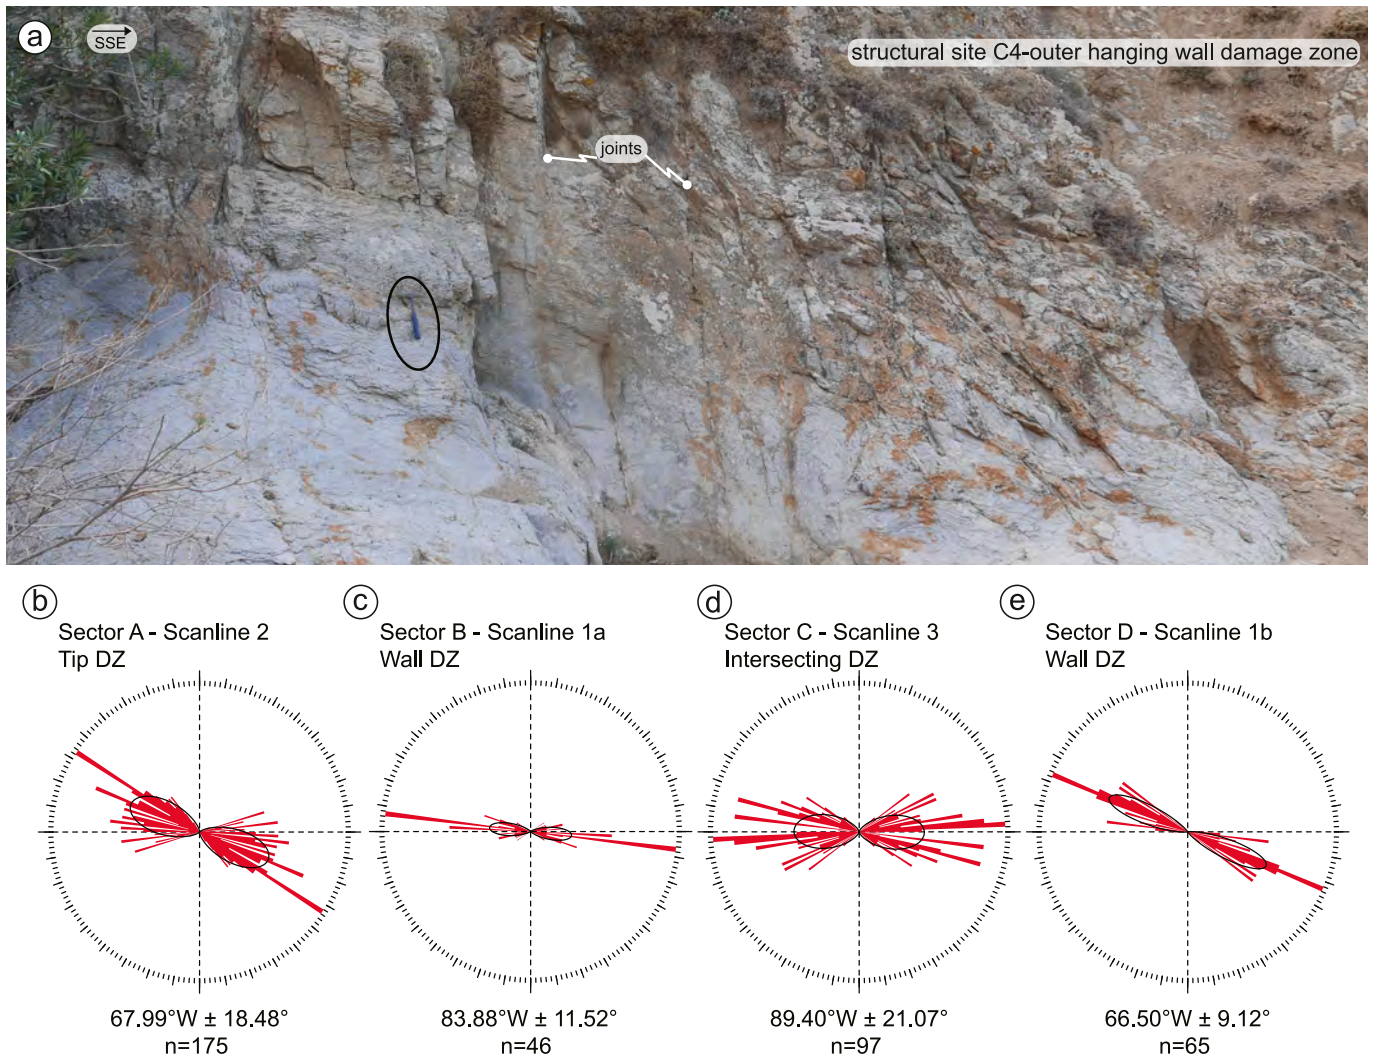 a
SSE
structural site C4-outer hanging wall damage zone
joints
b
Sector A - Scanline 2
Tip DZ
67.99°W ± 18.48°
n=175
c
Sector B - Scanline 1a
Wall DZ
83.88°W ± 11.52°
n=46
d
Sector C - Scanline 3
Intersecting DZ
89.40°W ± 21.07°
n=97
e
Sector D - Scanline 1b
Wall DZ
66.50°W ± 9.12°
n=65